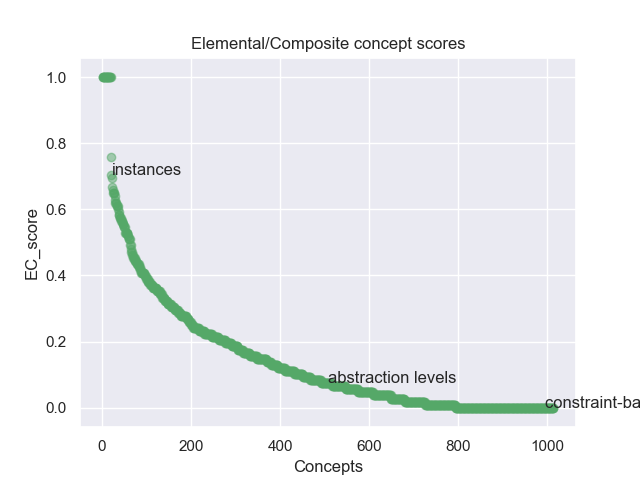 Elemental/Composite concept scores
1.0
0.8
0.6
0.4
0.2
0.0
EC_score
instances
abstraction levels
constraint-ba
0 200 400 600 800 1000
Concepts